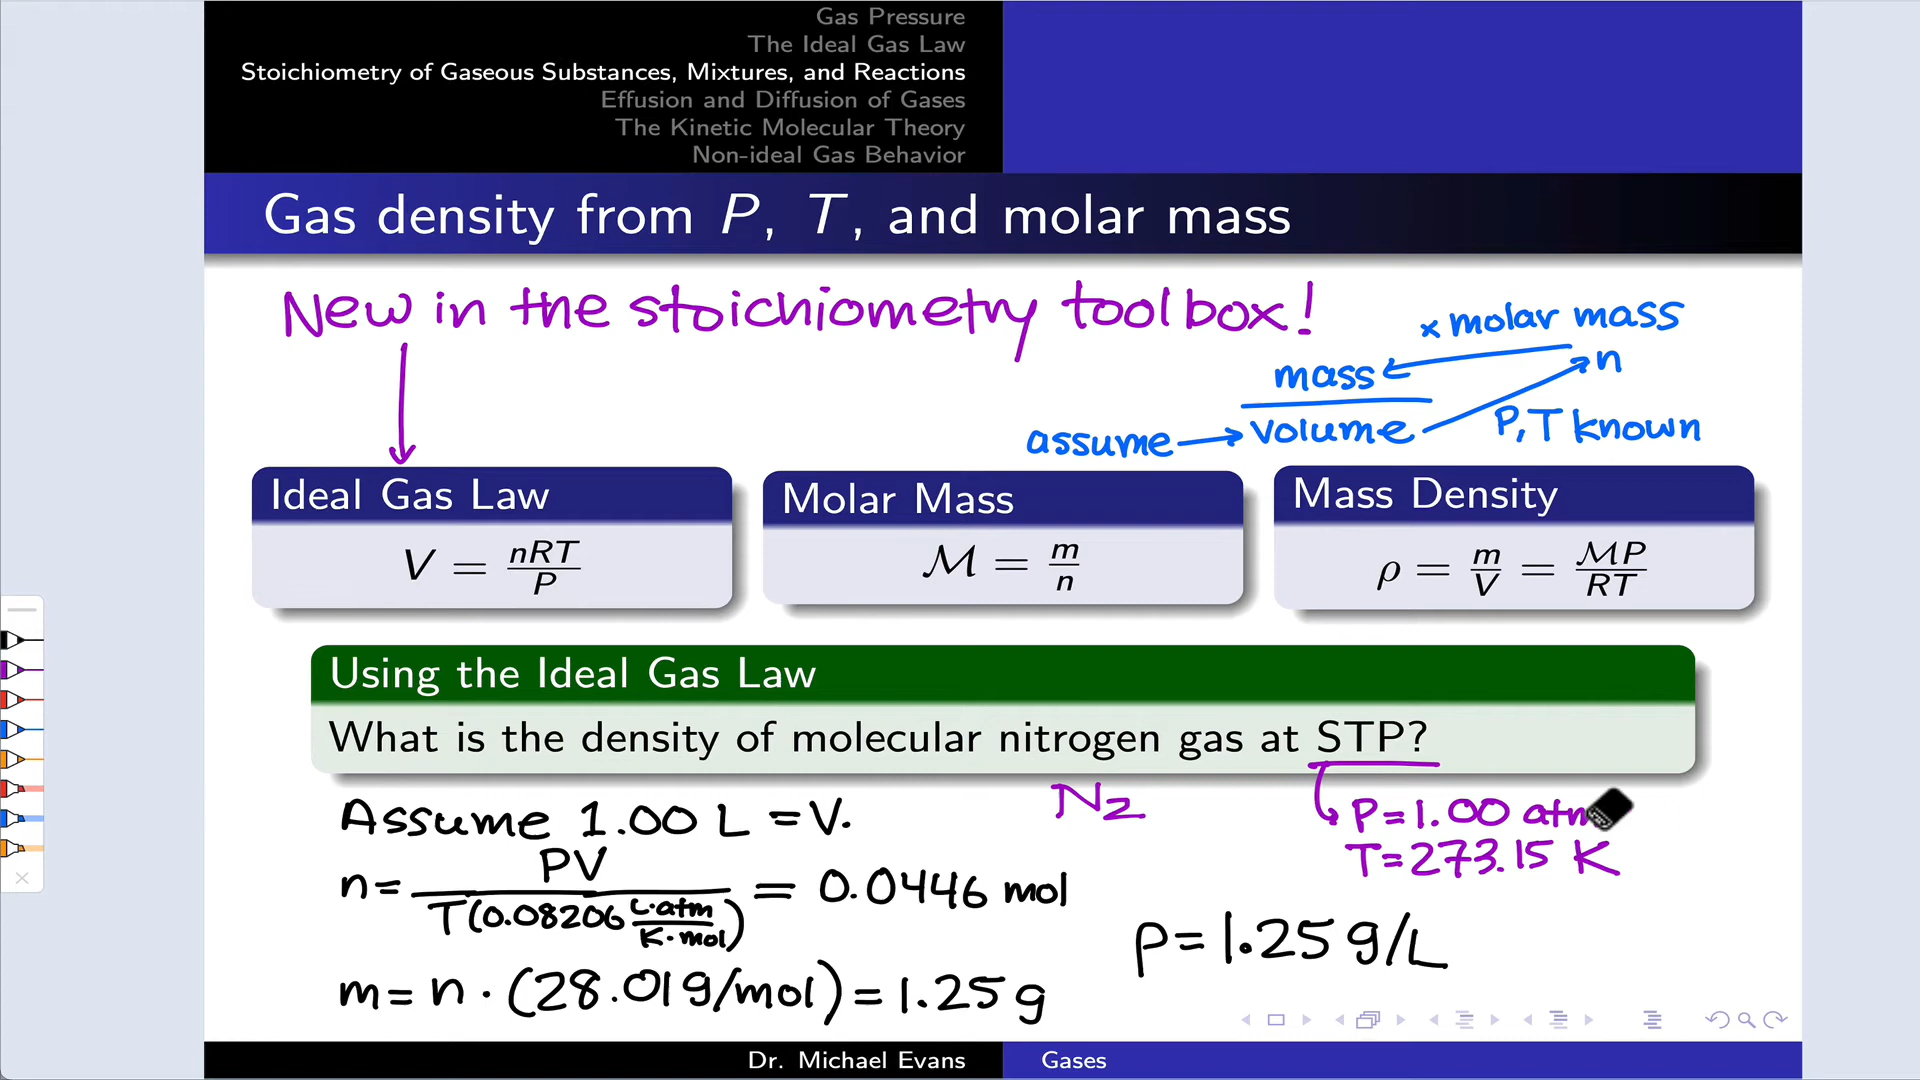 Gas Pressure
The Ideal Gas Law
Stoichiometry of Gaseous Substances, Mixtures, and Reactions
Effusion and Diffusion of Gases
The Kinetic Molecular Theory
Non-ideal Gas Behavior
Gas density from P, T, and molar mass
New in the stoichiometry toolbox!
× molar mass
mass
n
assume → volume
P,T known
Ideal Gas Law
V = nRT/P
Molar Mass
ℳ = m/n
Mass Density
ρ = m/V = ℳP/RT
Using the Ideal Gas Law
What is the density of molecular nitrogen gas at STP?
N2
P=1.00 atm
T=273.15 K
Assume 1.00 L = V.
n= PV/T(0.08206 L·atm/K·mol) = 0.0446 mol
m= n · (28.01g/mol) = 1.25 g
ρ=1.25 g/L
Dr. Michael Evans
Gases